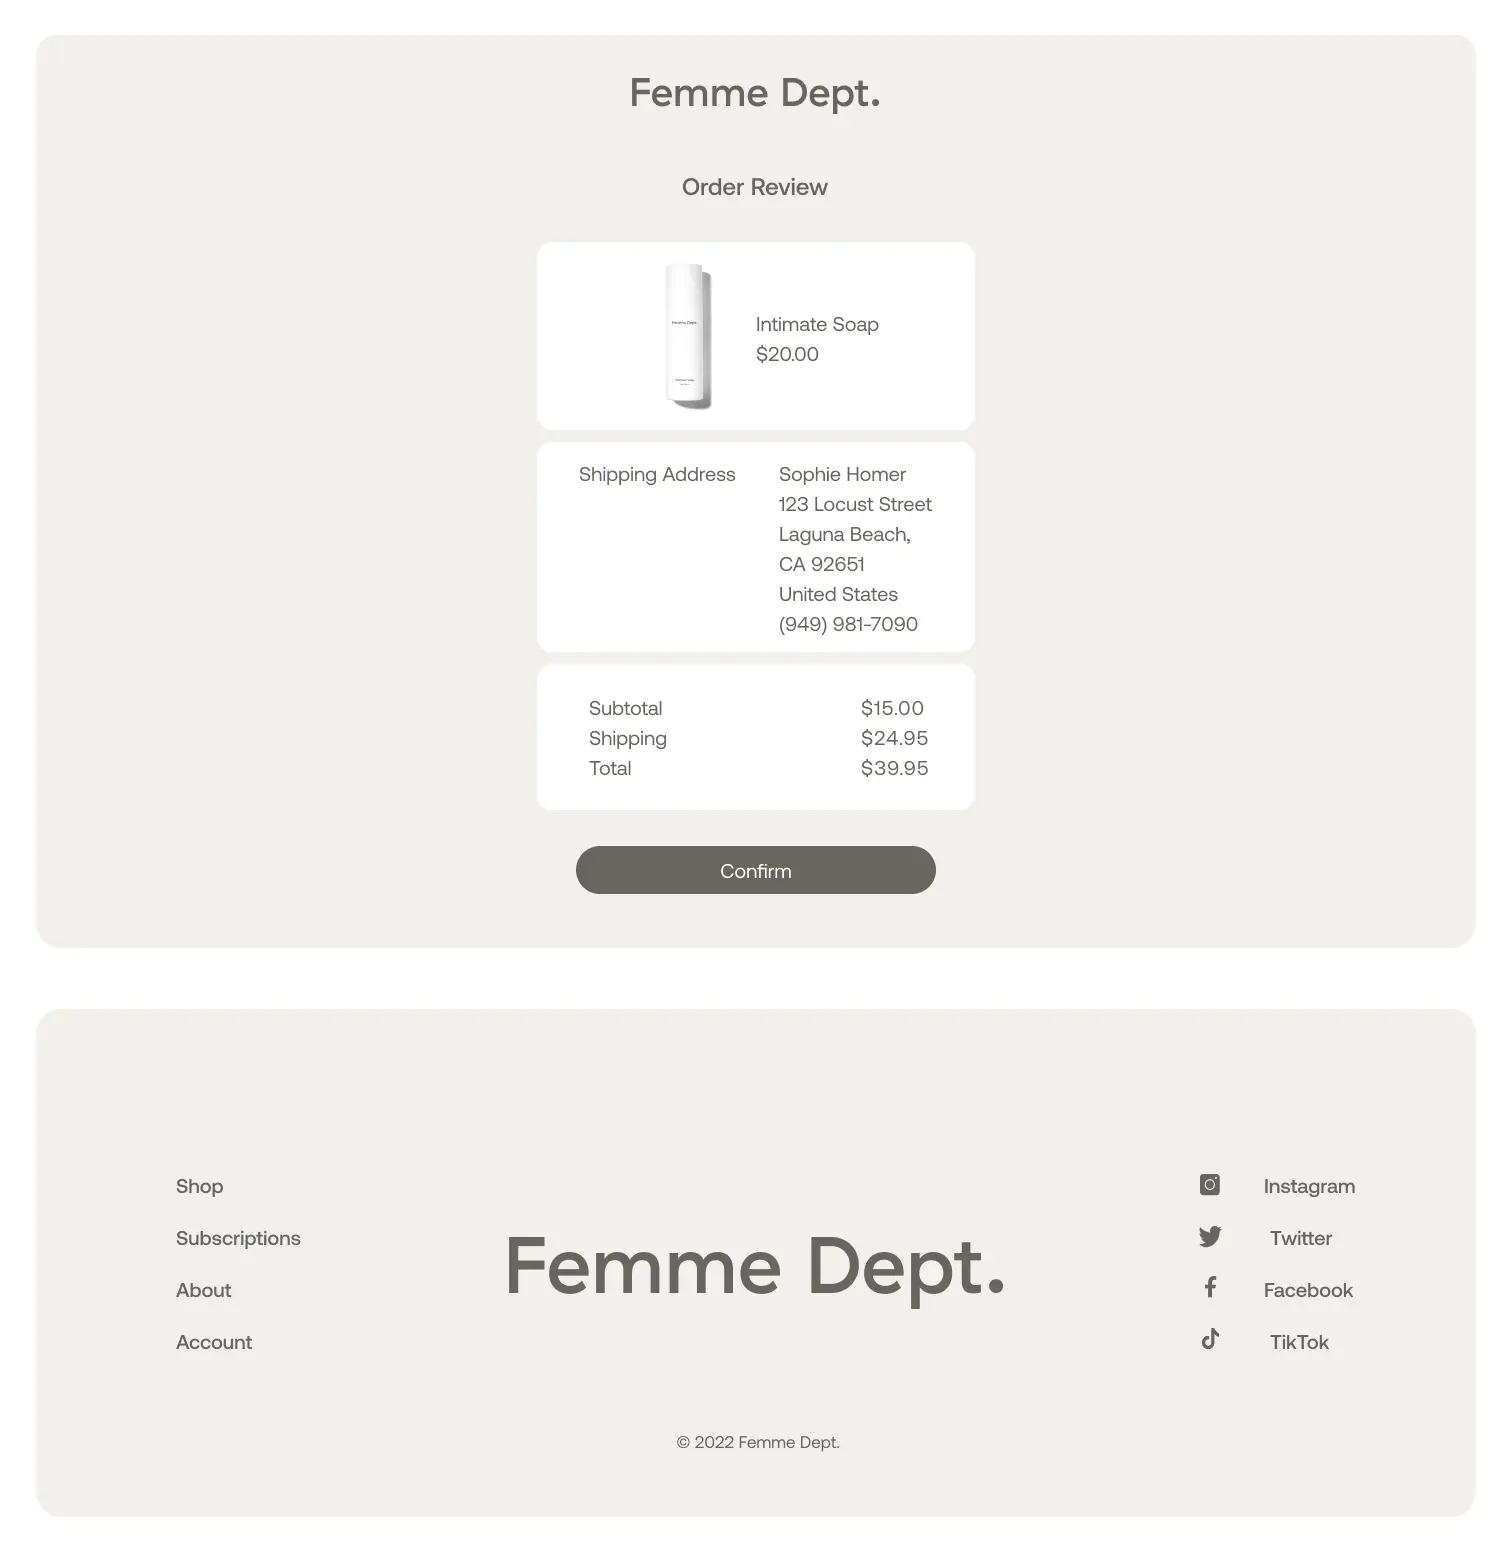 Femme Dept.
Order Review
Femme Dept.
Intimate Soap
$20.00
Shipping Address
Sophie Homer
123 Locust Street
Laguna Beach,
CA 92651
United States
(949) 981-7090
Subtotal
$15.00
Shipping
$24.95
Total
$39.95
Confirm
Shop
Subscriptions
About
Account
Femme Dept.
Instagram
Twitter
Facebook
TikTok
© 2022 Femme Dept.